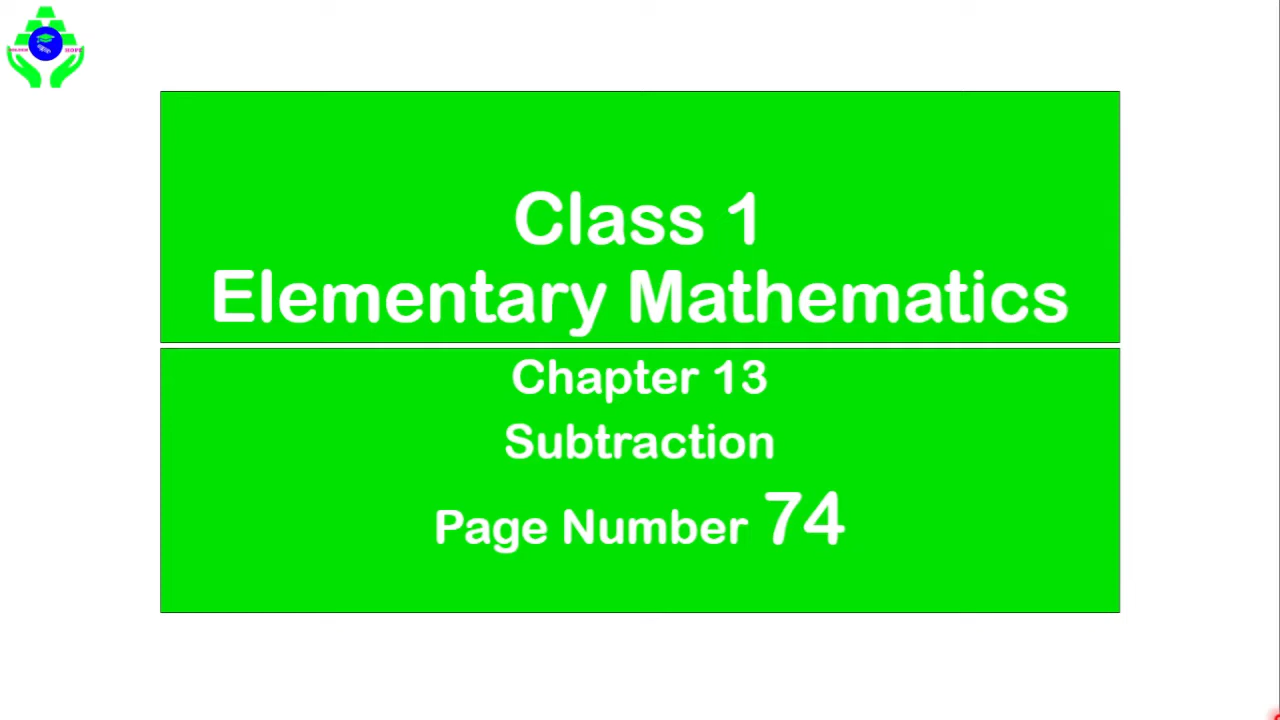 Class 1
Elementary Mathematics
Chapter 13
Subtraction
Page Number 74